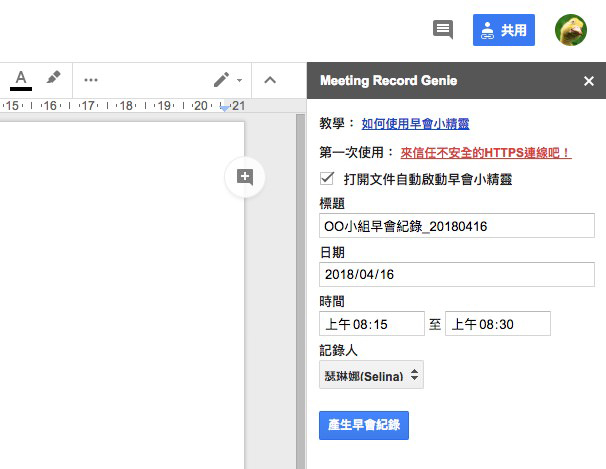 共用
A
15 16 17 18 19 20 21
Meeting Record Genie ×
教學： 如何使用早會小精靈
第一次使用： 來信任不安全的HTTPS連線吧！
打開文件自動啟動早會小精靈
標題
OO小組早會紀錄_20180416
日期
2018/04/16
時間
上午 08:15 至 上午 08:30
記錄人
瑟琳娜(Selina)
產生早會紀錄